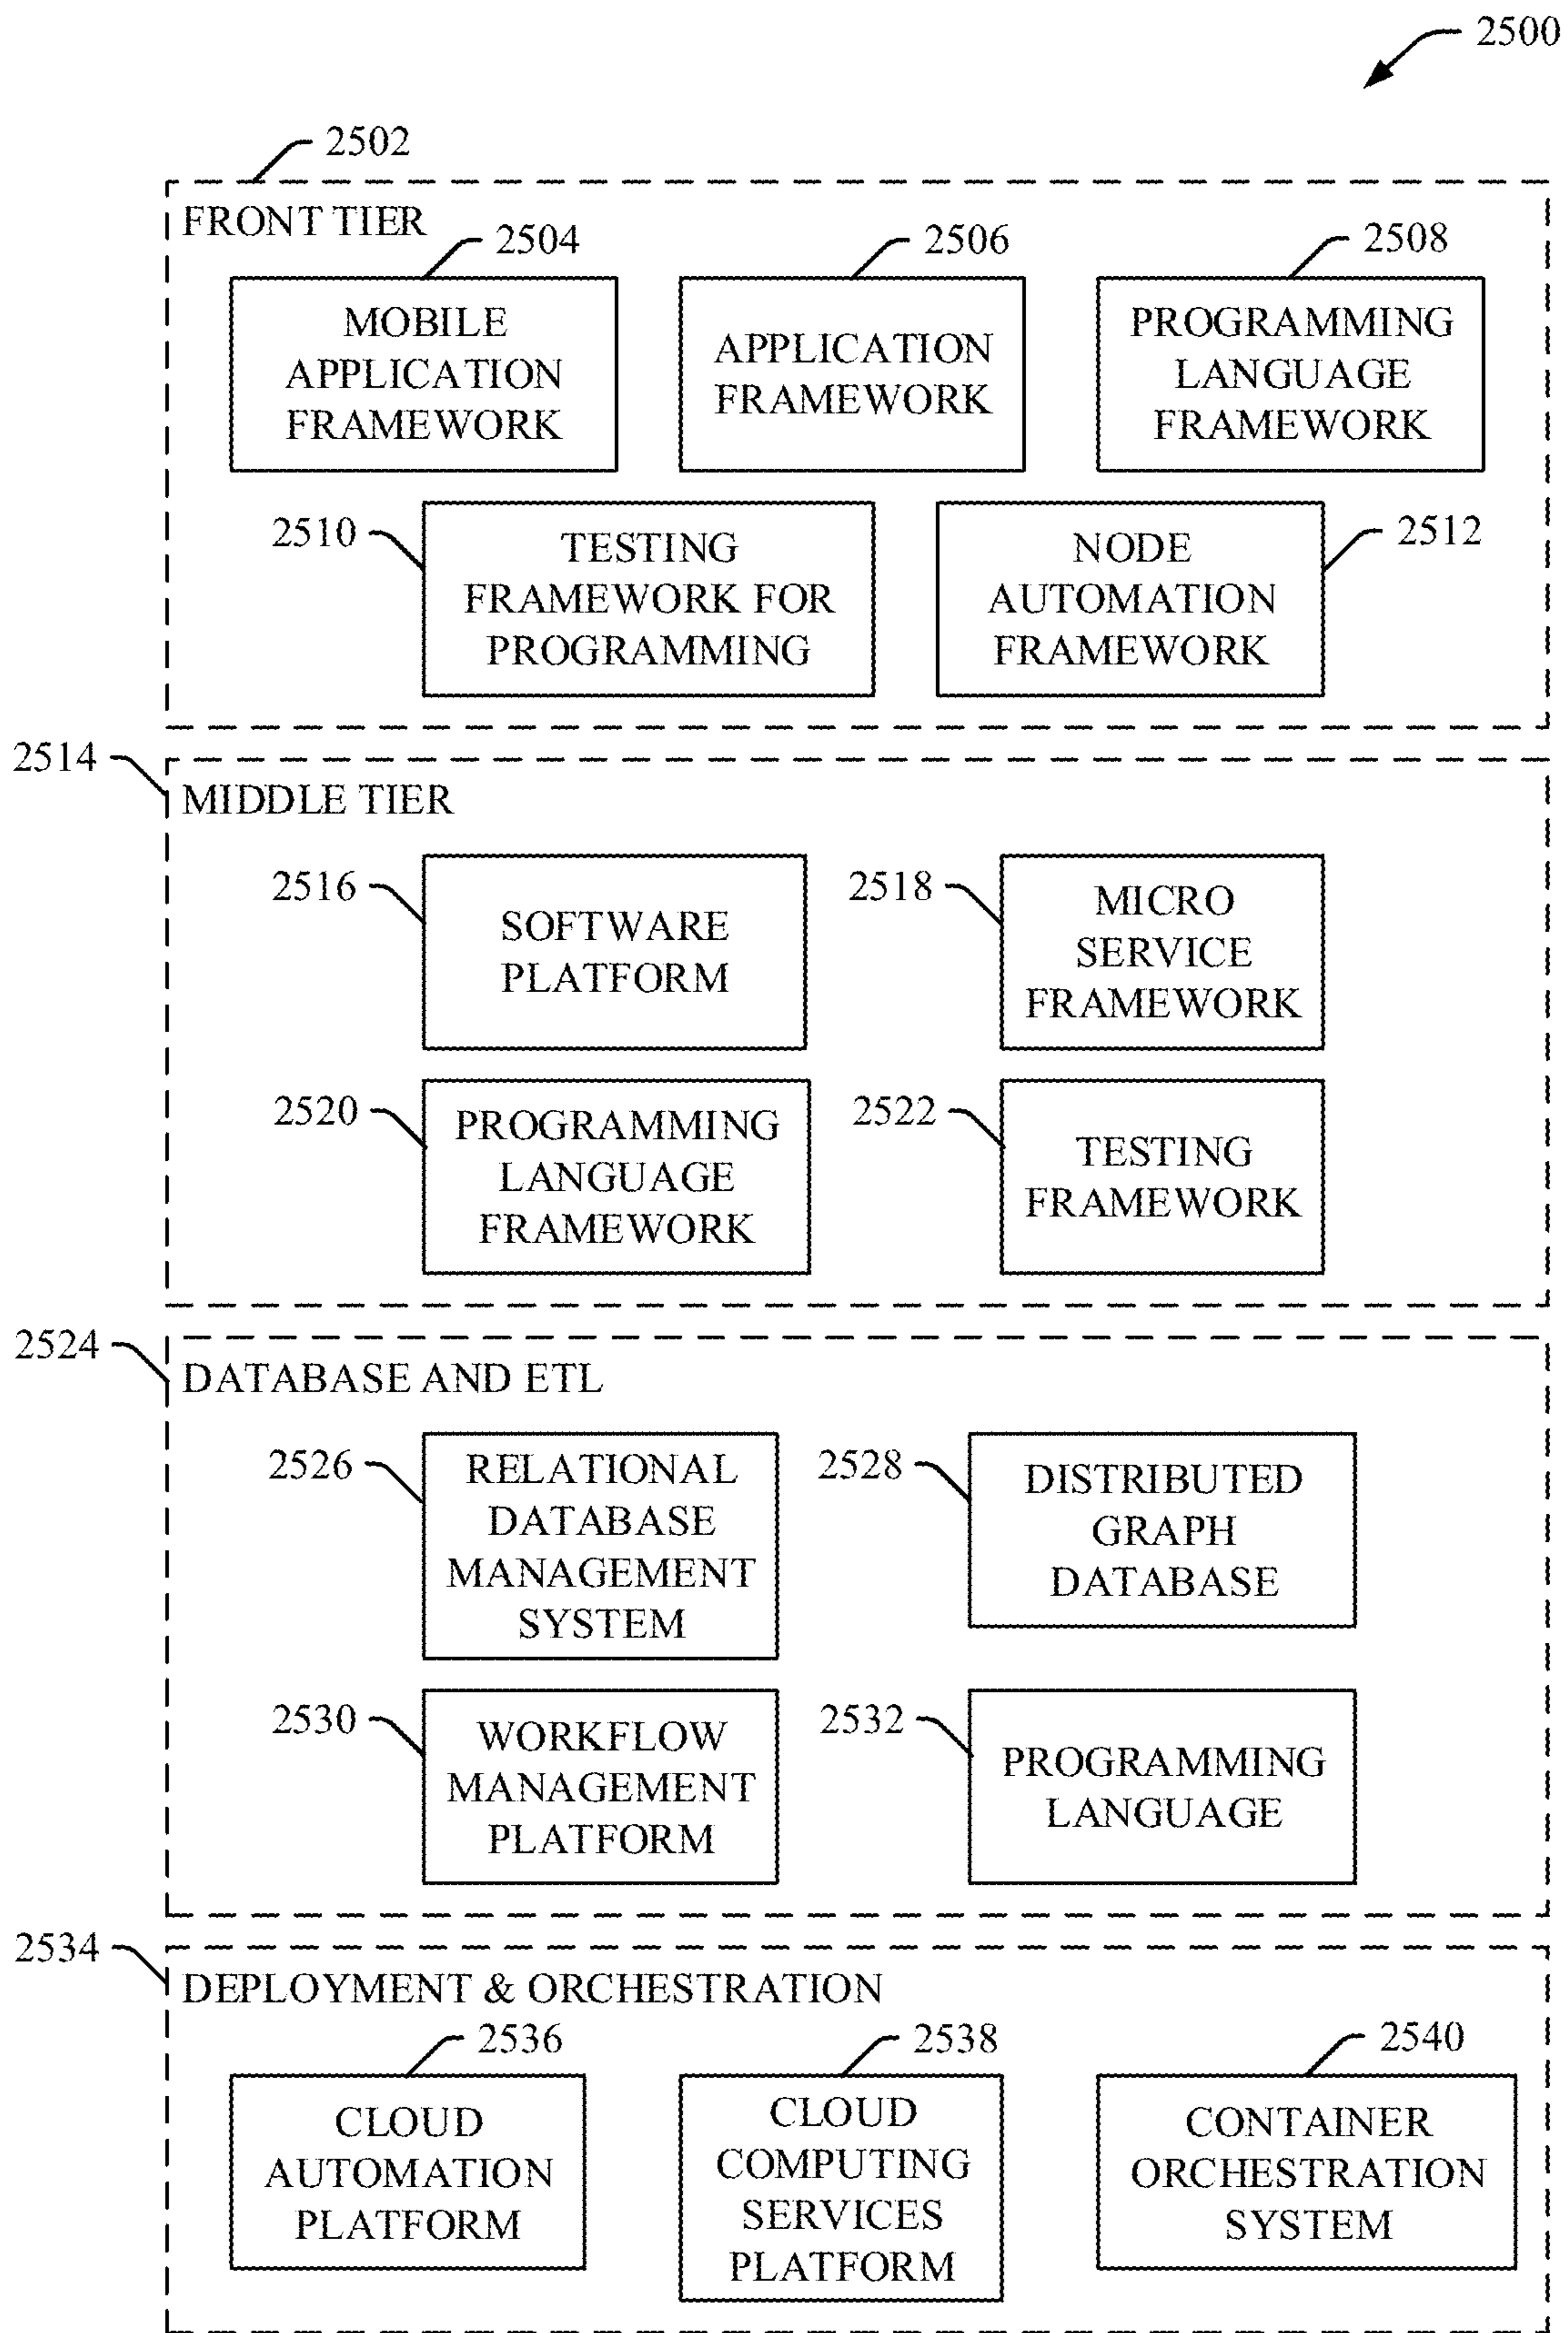 2500
2502
FRONT TIER
2504
2506
2508
MOBILE
APPLICATION
FRAMEWORK
APPLICATION
FRAMEWORK
PROGRAMMING
LANGUAGE
FRAMEWORK
2510
TESTING
FRAMEWORK FOR
PROGRAMMING
NODE
AUTOMATION
FRAMEWORK
2512
2514
MIDDLE TIER
2516
SOFTWARE
PLATFORM
2518
MICRO
SERVICE
FRAMEWORK
2520
PROGRAMMING
LANGUAGE
FRAMEWORK
2522
TESTING
FRAMEWORK
2524
DATABASE AND ETL
2526
RELATIONAL
DATABASE
MANAGEMENT
SYSTEM
2528
DISTRIBUTED
GRAPH
DATABASE
2530
WORKFLOW
MANAGEMENT
PLATFORM
2532
PROGRAMMING
LANGUAGE
2534
DEPLOYMENT & ORCHESTRATION
2536
2538
2540
CLOUD
AUTOMATION
PLATFORM
CLOUD
COMPUTING
SERVICES
PLATFORM
CONTAINER
ORCHESTRATION
SYSTEM